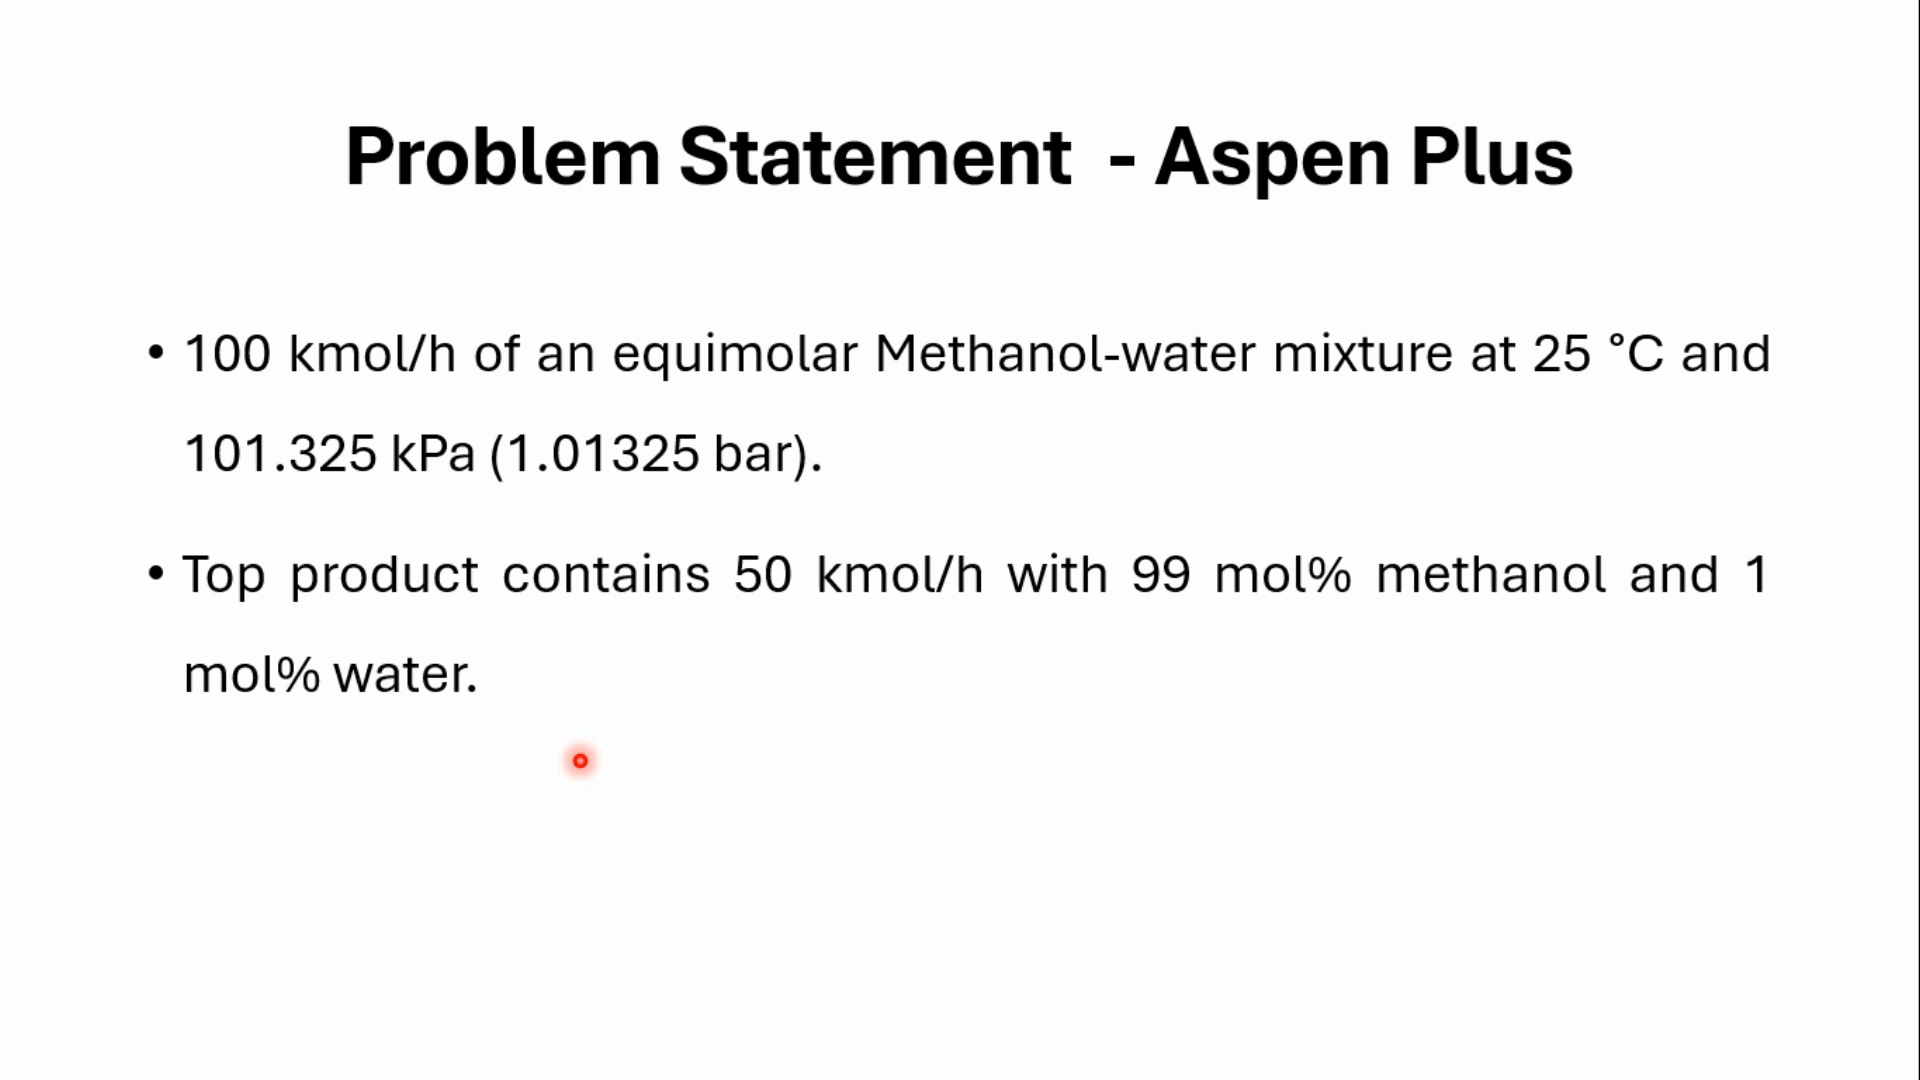 Problem Statement - Aspen Plus
• 100 kmol/h of an equimolar Methanol-water mixture at 25 °C and
101.325 kPa (1.01325 bar).
• Top product contains 50 kmol/h with 99 mol% methanol and 1
mol% water.